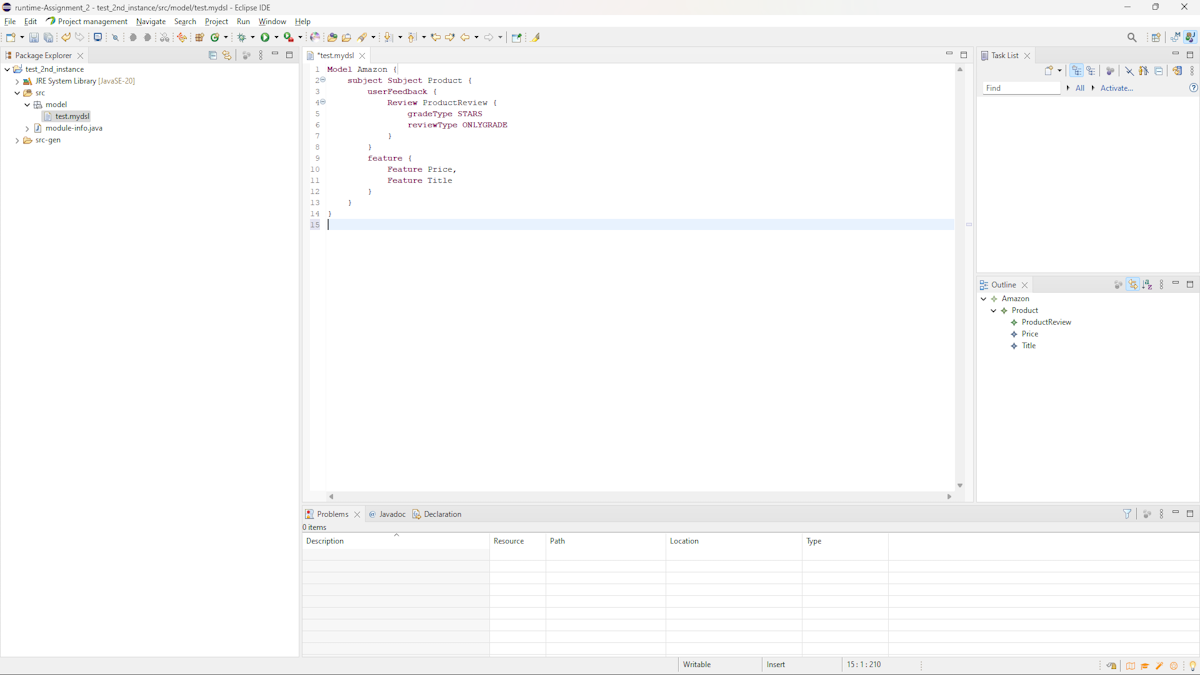 runtime-Assignment_2 - test_2nd_instance/src/model/test.mydsl - Eclipse IDE
File Edit Project management Navigate Search Project Run Window Help
Package Explorer
test_2nd_instance
JRE System Library [JavaSE-20]
src
model
test.mydsl
module-info.java
src-gen
*test.mydsl
1 Model Amazon {
2 subject Subject Product {
3 userFeedback {
4 Review ProductReview {
5 gradeType STARS
6 reviewType ONLYGRADE
7 }
8 }
9 feature {
10 Feature Price,
11 Feature Title
12 }
13 }
14 }
15
Task List
Find All Activate...
Outline
Amazon
Product
ProductReview
Price
Title
Problems Javadoc Declaration
0 items
Description Resource Path Location Type
Writable Insert 15 : 1 : 210